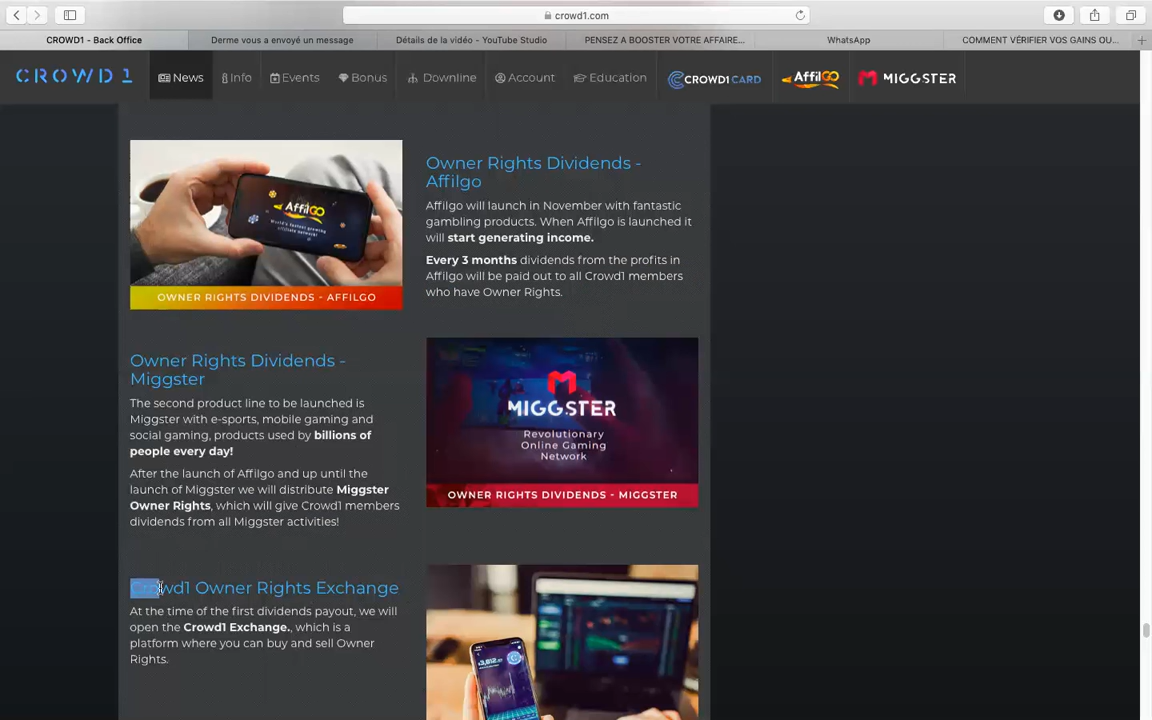 crowd1.com
CROWD1 - Back Office
Derme vous a envoyé un message
Détails de la vidéo - YouTube Studio
PENSEZ A BOOSTER VOTRE AFFAIRE...
WhatsApp
COMMENT VÉRIFIER VOS GAINS OU...
CROWD1
News
Info
Events
Bonus
Downline
Account
Education
CROWD1 CARD
AffilGO
MIGGSTER
AffilGO
World's fastest growing
affiliate network!
OWNER RIGHTS DIVIDENDS - AFFILGO
Owner Rights Dividends -
Affilgo
Affilgo will launch in November with fantastic
gambling products. When Affilgo is launched it
will start generating income.
Every 3 months dividends from the profits in
Affilgo will be paid out to all Crowd1 members
who have Owner Rights.
Owner Rights Dividends -
Miggster
The second product line to be launched is
Miggster with e-sports, mobile gaming and
social gaming, products used by billions of
people every day!
After the launch of Affilgo and up until the
launch of Miggster we will distribute Miggster
Owner Rights, which will give Crowd1 members
dividends from all Miggster activities!
MIGGSTER
Revolutionary
Online Gaming
Network
OWNER RIGHTS DIVIDENDS - MIGGSTER
Crowd1 Owner Rights Exchange
At the time of the first dividends payout, we will
open the Crowd1 Exchange., which is a
platform where you can buy and sell Owner
Rights.